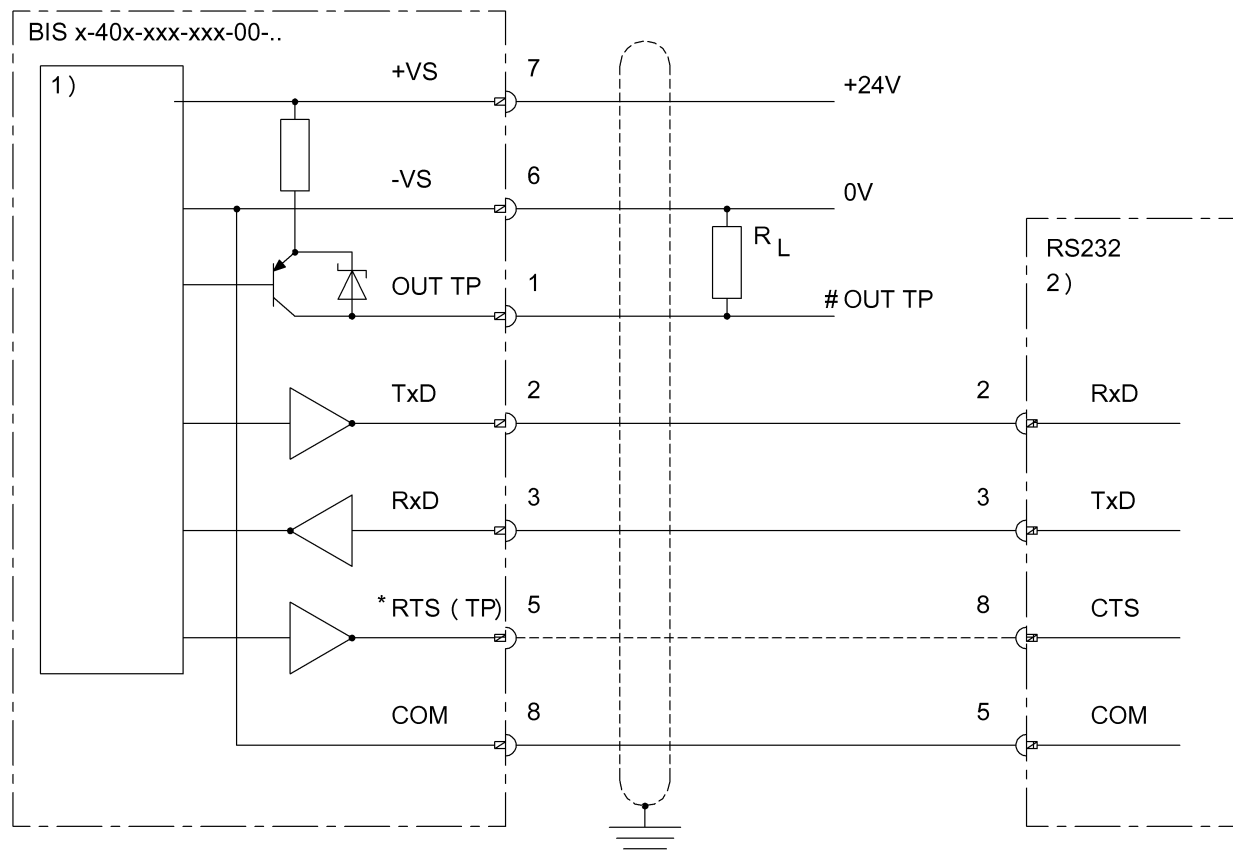 BIS x-40x-xxx-xxx-00-..
1)
+VS 7 +24V
-VS 6 0V
RL
RS232
2)
OUT TP 1 # OUT TP
TxD 2 2 RxD
RxD 3 3 TxD
*RTS (TP) 5 8 CTS
COM 8 5 COM